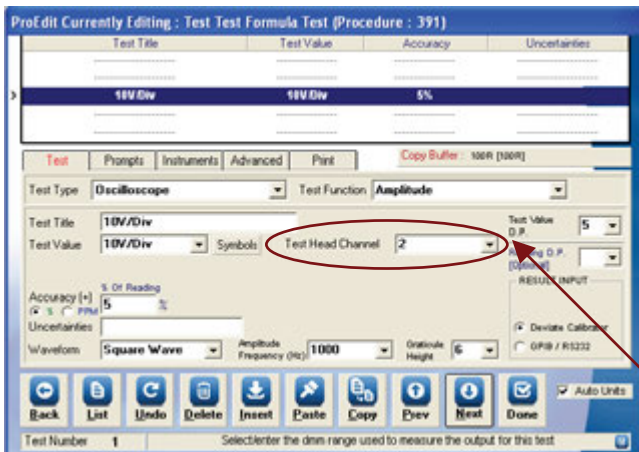 ProEdit Currently Editing : Test Test Formula Test (Procedure : 391)
Test Title Test Value Accuracy Uncertainties
10V/Div 10V/Div 5%
Test Prompts Instruments Advanced Print Copy Buffer : 100R [100R]
Test Type Oscilloscope Test Function Amplitude
Test Title 10V/Div Test Head Channel 2 Test Value D.P. 5
Test Value 10V/Div Symbols Reading D.P. [Optional]
RESULT INPUT
% Of Reading
Accuracy [+] 5 %
% PPM
Uncertainties Deviate Calibrator
Waveform Square Wave Amplitude Frequency (Hz) 1000 Graticule Height 6 GPIB / RS232
Back List Undo Delete Insert Paste Copy Prev Next Done Auto Units
Test Number 1 Select/enter the dmm range used to measure the output for this test